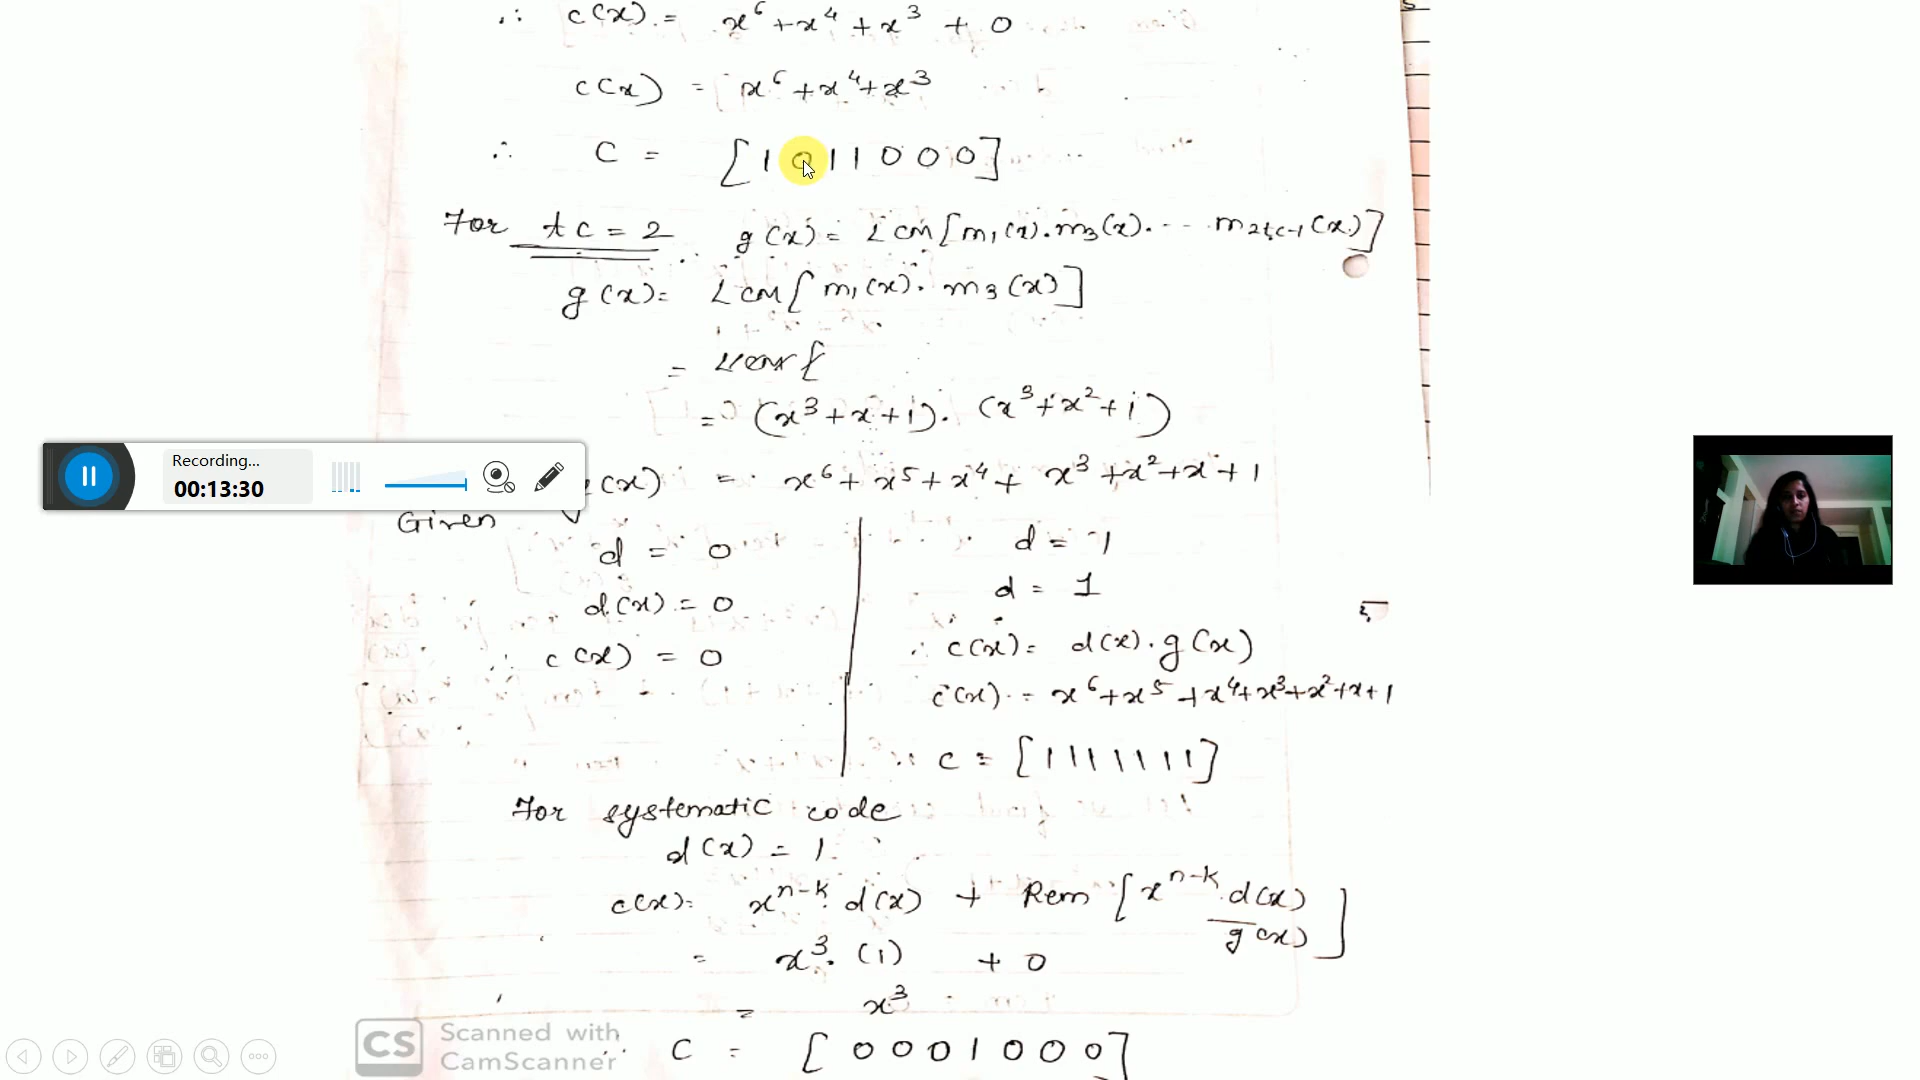 ∴ c(x) = x⁶ + x⁴ + x³ + 0
c(x) = x⁶ + x⁴ + x³
∴ C = [1 0 1 1 0 0 0]
For tc = 2 ∴ g(x) = LCM[m₁(x).m₃(x). ... m₂tc-1(x)]
g(x) = LCM[m₁(x). m₃(x)]
=
= (x³ + x + 1). (x³ + x² + 1)
Recording...
00:13:30
(x) = x⁶ + x⁵ + x⁴ + x³ + x² + x + 1
Given
d = 0
d(x) = 0
∴ c(x) = 0
d = 1
d = 1
∴ c(x) = d(x). g(x)
c(x) = x⁶ + x⁵ + x⁴ + x³ + x² + x + 1
∴ C = [1 1 1 1 1 1 1]
For systematic code
d(x) = 1
c(x) = xⁿ⁻ᵏ. d(x) + Rem [xⁿ⁻ᵏ. d(x) / g(x)]
= x³. (1) + 0
= x³
∴ C = [0 0 0 1 0 0 0]
CS Scanned with
CamScanner